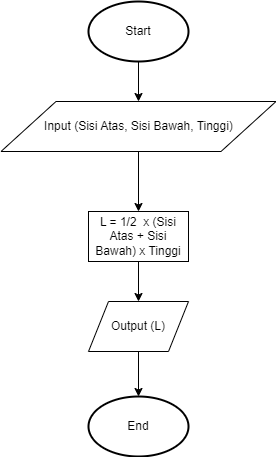 Start
Input (Sisi Atas, Sisi Bawah, Tinggi)
L = 1/2 x (Sisi
Atas + Sisi
Bawah) x Tinggi
Output (L)
End